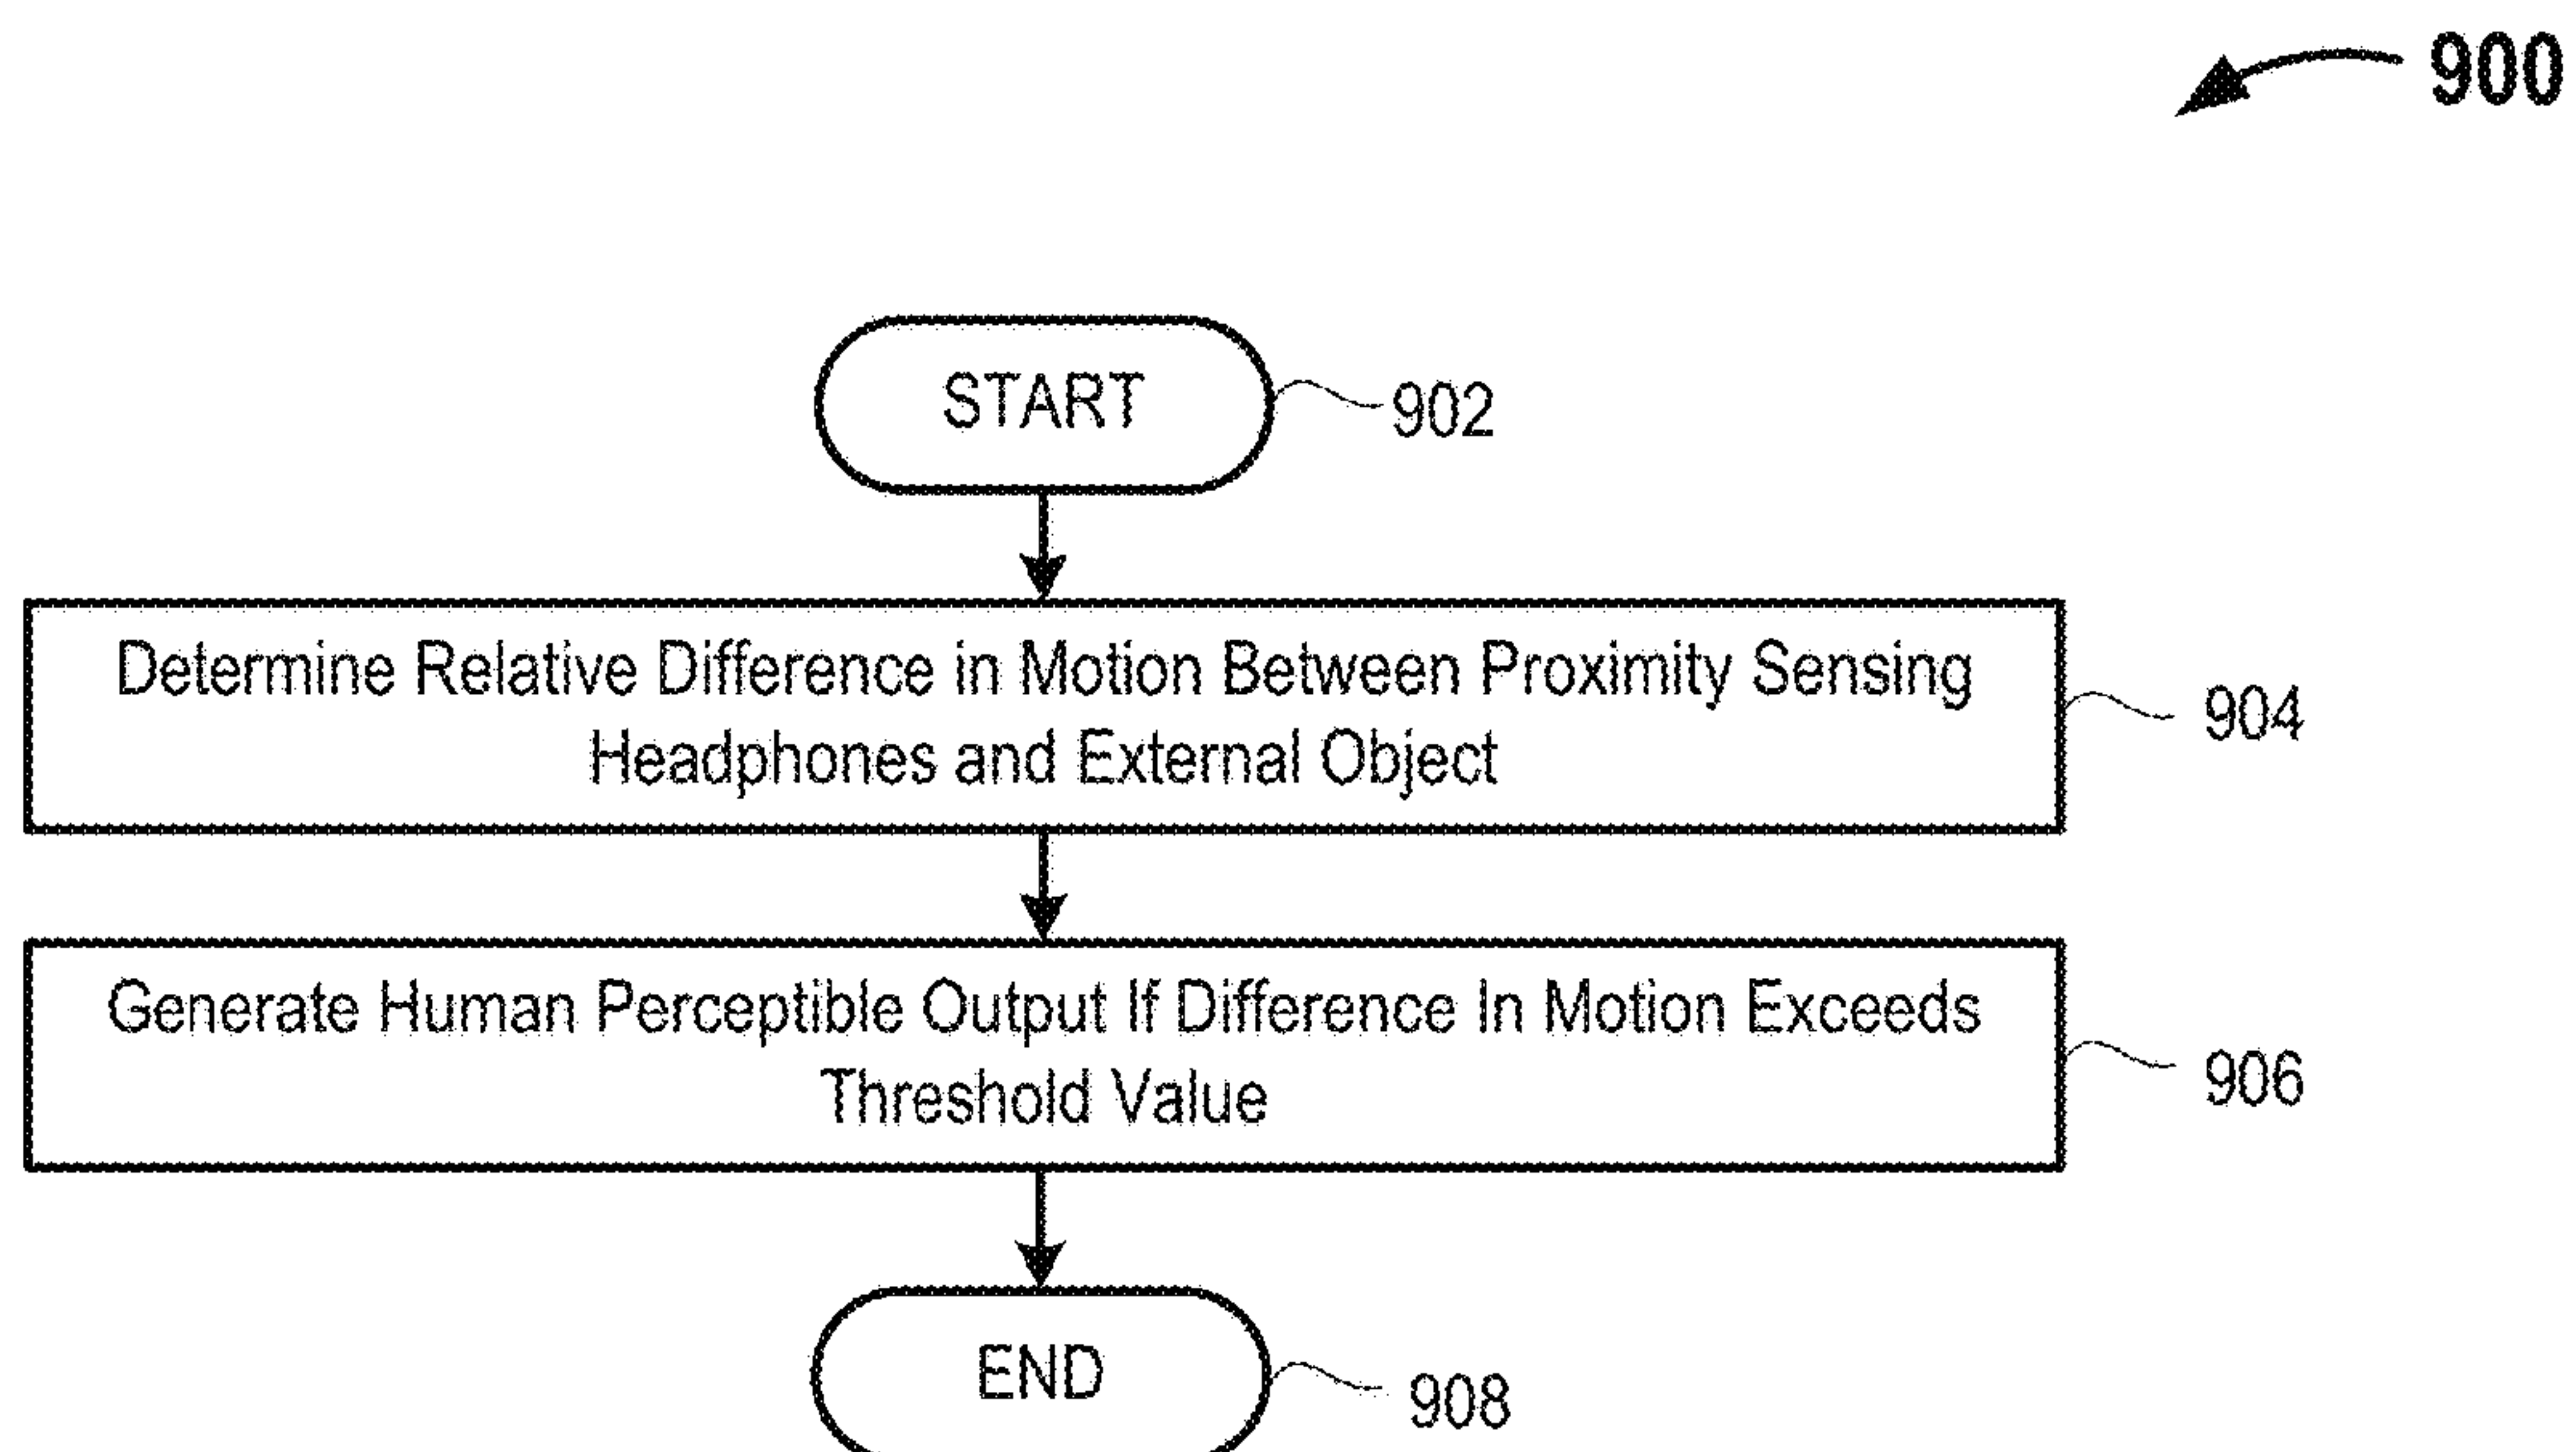 900
START
902
Determine Relative Difference in Motion Between Proximity Sensing
Headphones and External Object
904
Generate Human Perceptible Output If Difference In Motion Exceeds
Threshold Value
906
END
908